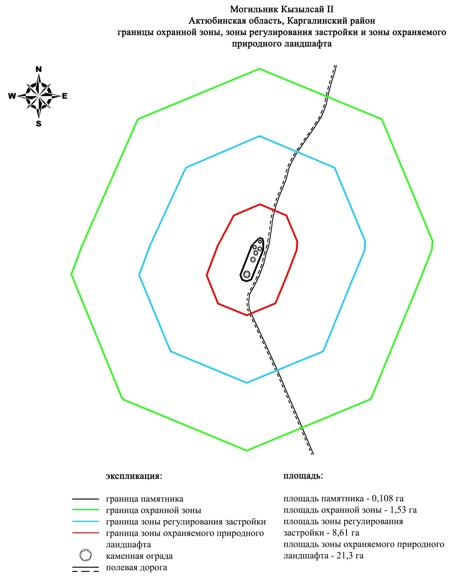 Могильник Кызылсай II
Актюбинская область, Каргалинский район
границы охранной зоны, зоны регулирования застройки и зоны охраняемого
природного ландшафта
N
W E
S
экспликация:
граница памятника
граница охранной зоны
граница зоны регулирования застройки
граница зоны охраняемого природного
ландшафта
каменная ограда
полевая дорога
площадь:
площадь памятника - 0,108 га
площадь охранной зоны - 1,53 га
площадь зоны регулирования
застройки - 8,61 га
площадь зоны охраняемого природного
ландшафта - 21,3 га